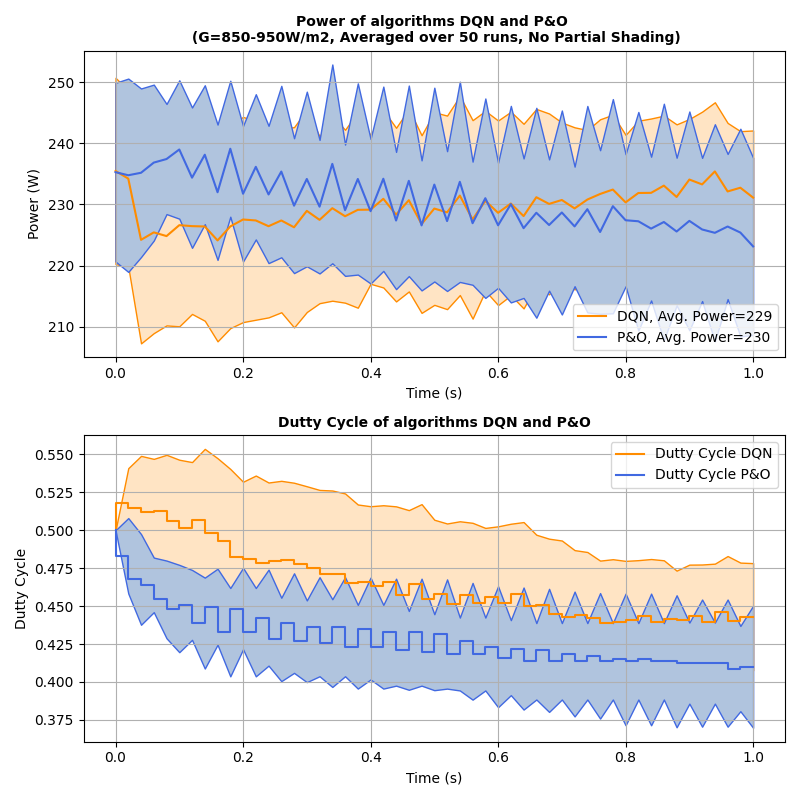 Power of algorithms DQN and P&O
(G=850-950W/m2, Averaged over 50 runs, No Partial Shading)
Power (W)
250
240
230
220
210
DQN, Avg. Power=229
P&O, Avg. Power=230
0.0 0.2 0.4 0.6 0.8 1.0
Time (s)
Dutty Cycle of algorithms DQN and P&O
Dutty Cycle
0.550
0.525
0.500
0.475
0.450
0.425
0.400
0.375
Dutty Cycle DQN
Dutty Cycle P&O
0.0 0.2 0.4 0.6 0.8 1.0
Time (s)